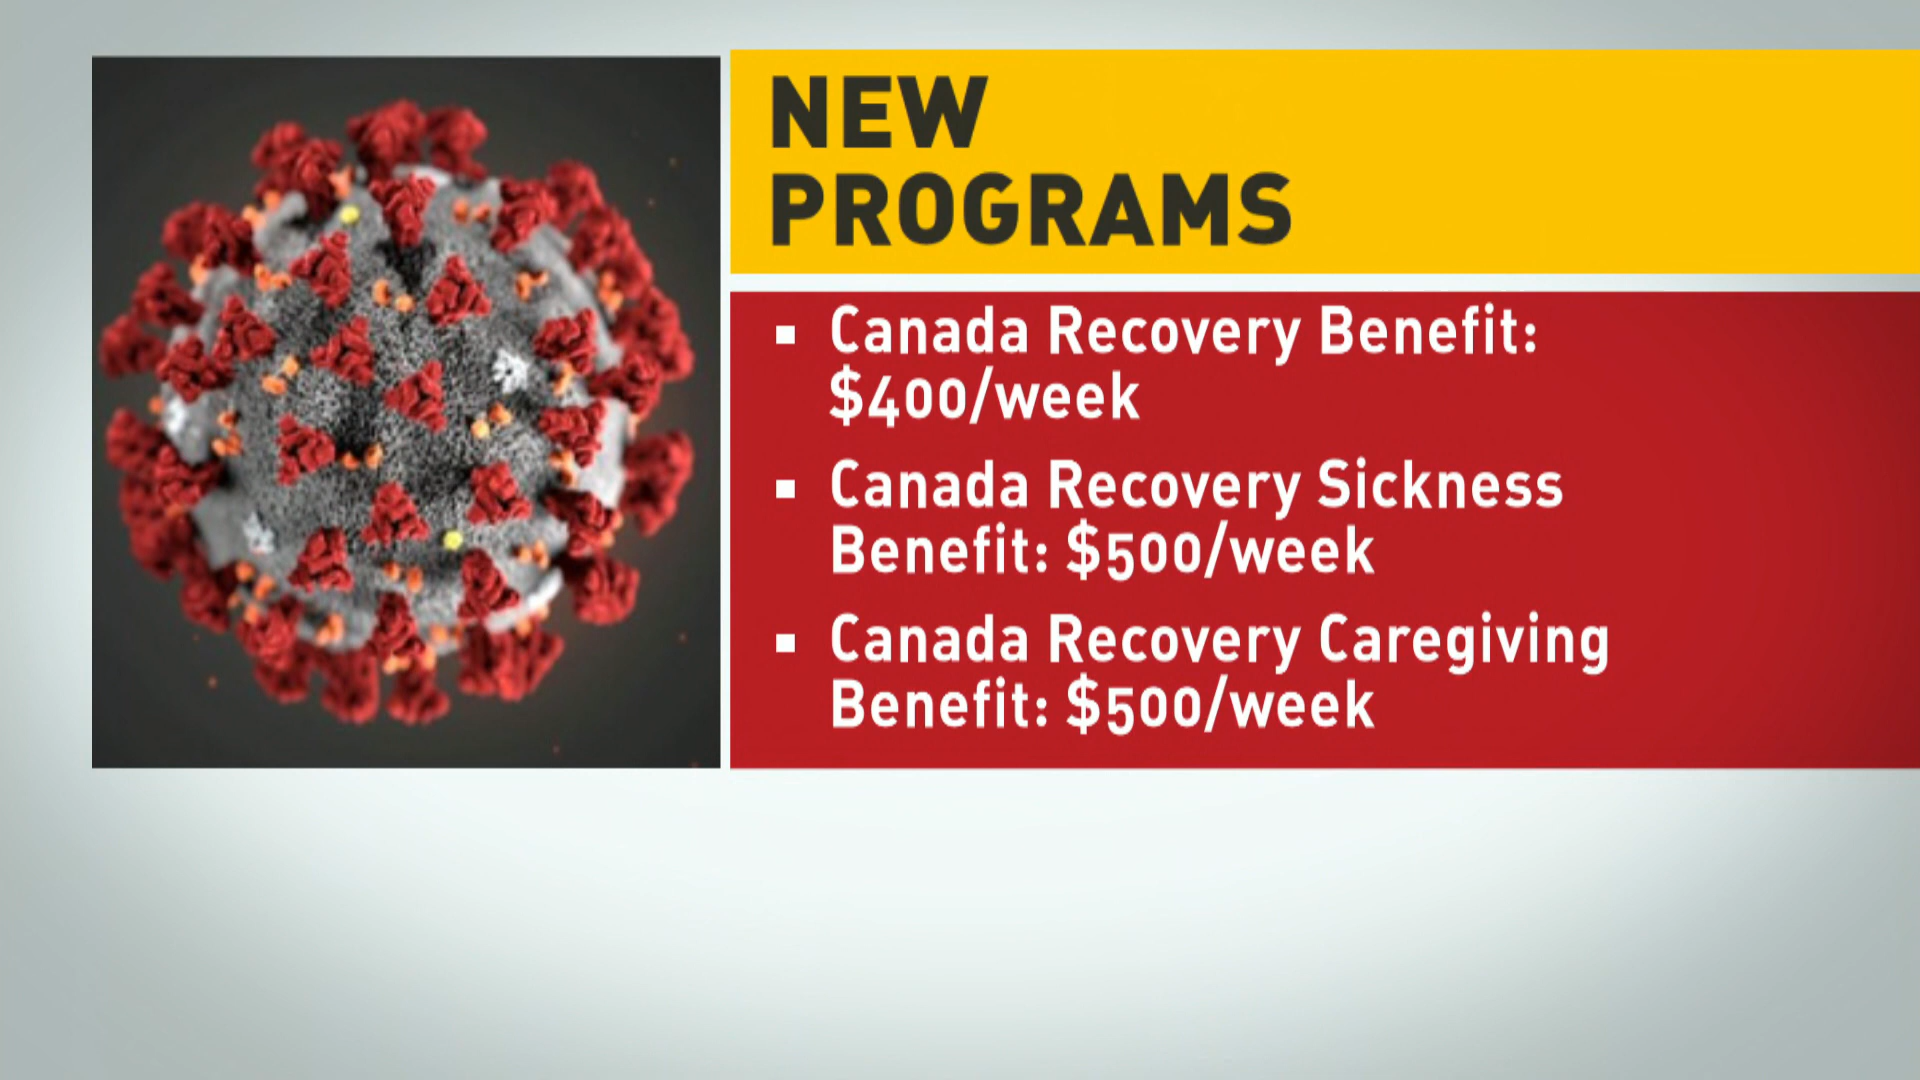 NEW
PROGRAMS
▪ Canada Recovery Benefit:
$400/week
▪ Canada Recovery Sickness
Benefit: $500/week
▪ Canada Recovery Caregiving
Benefit: $500/week